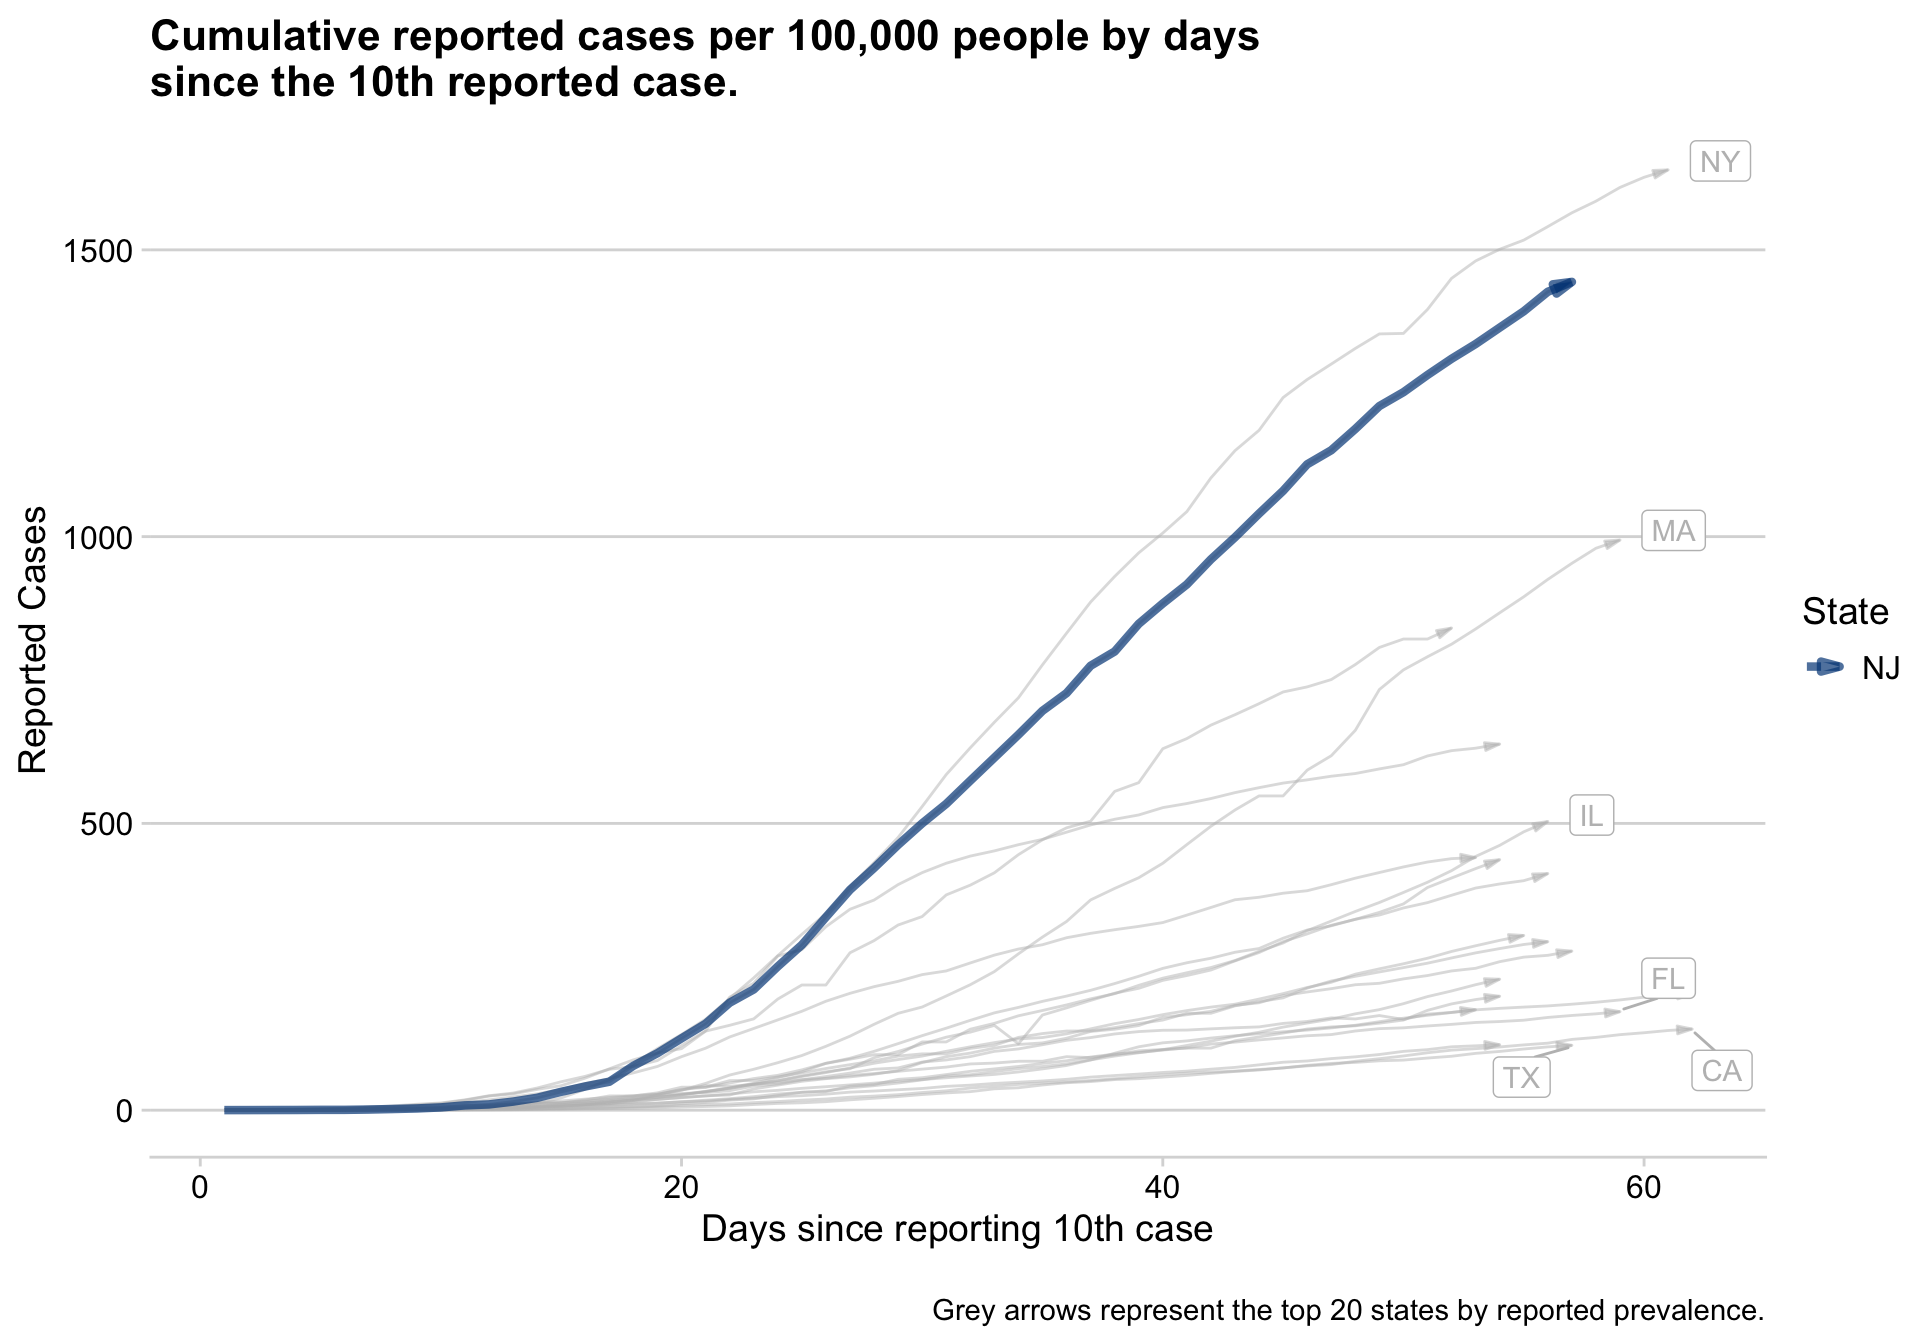 Cumulative reported cases per 100,000 people by days
since the 10th reported case.
NY
1500
MA
1000
Reported Cases
State
NJ
IL
500
FL
TX
CA
0
0
20
40
60
Days since reporting 10th case
Grey arrows represent the top 20 states by reported prevalence.